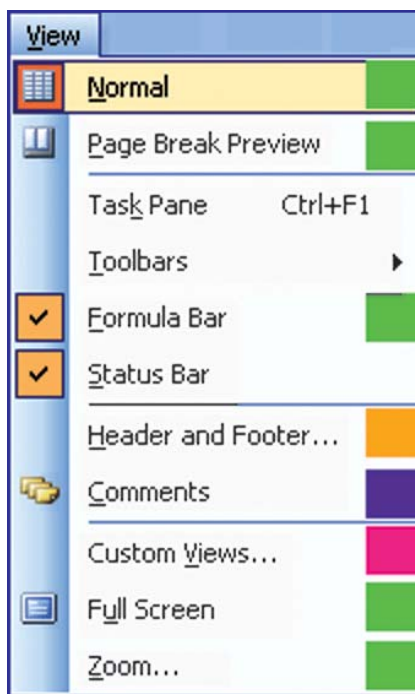 View
Normal
Page Break Preview
Task Pane Ctrl+F1
Toolbars
Formula Bar
Status Bar
Header and Footer...
Comments
Custom Views...
Full Screen
Zoom...